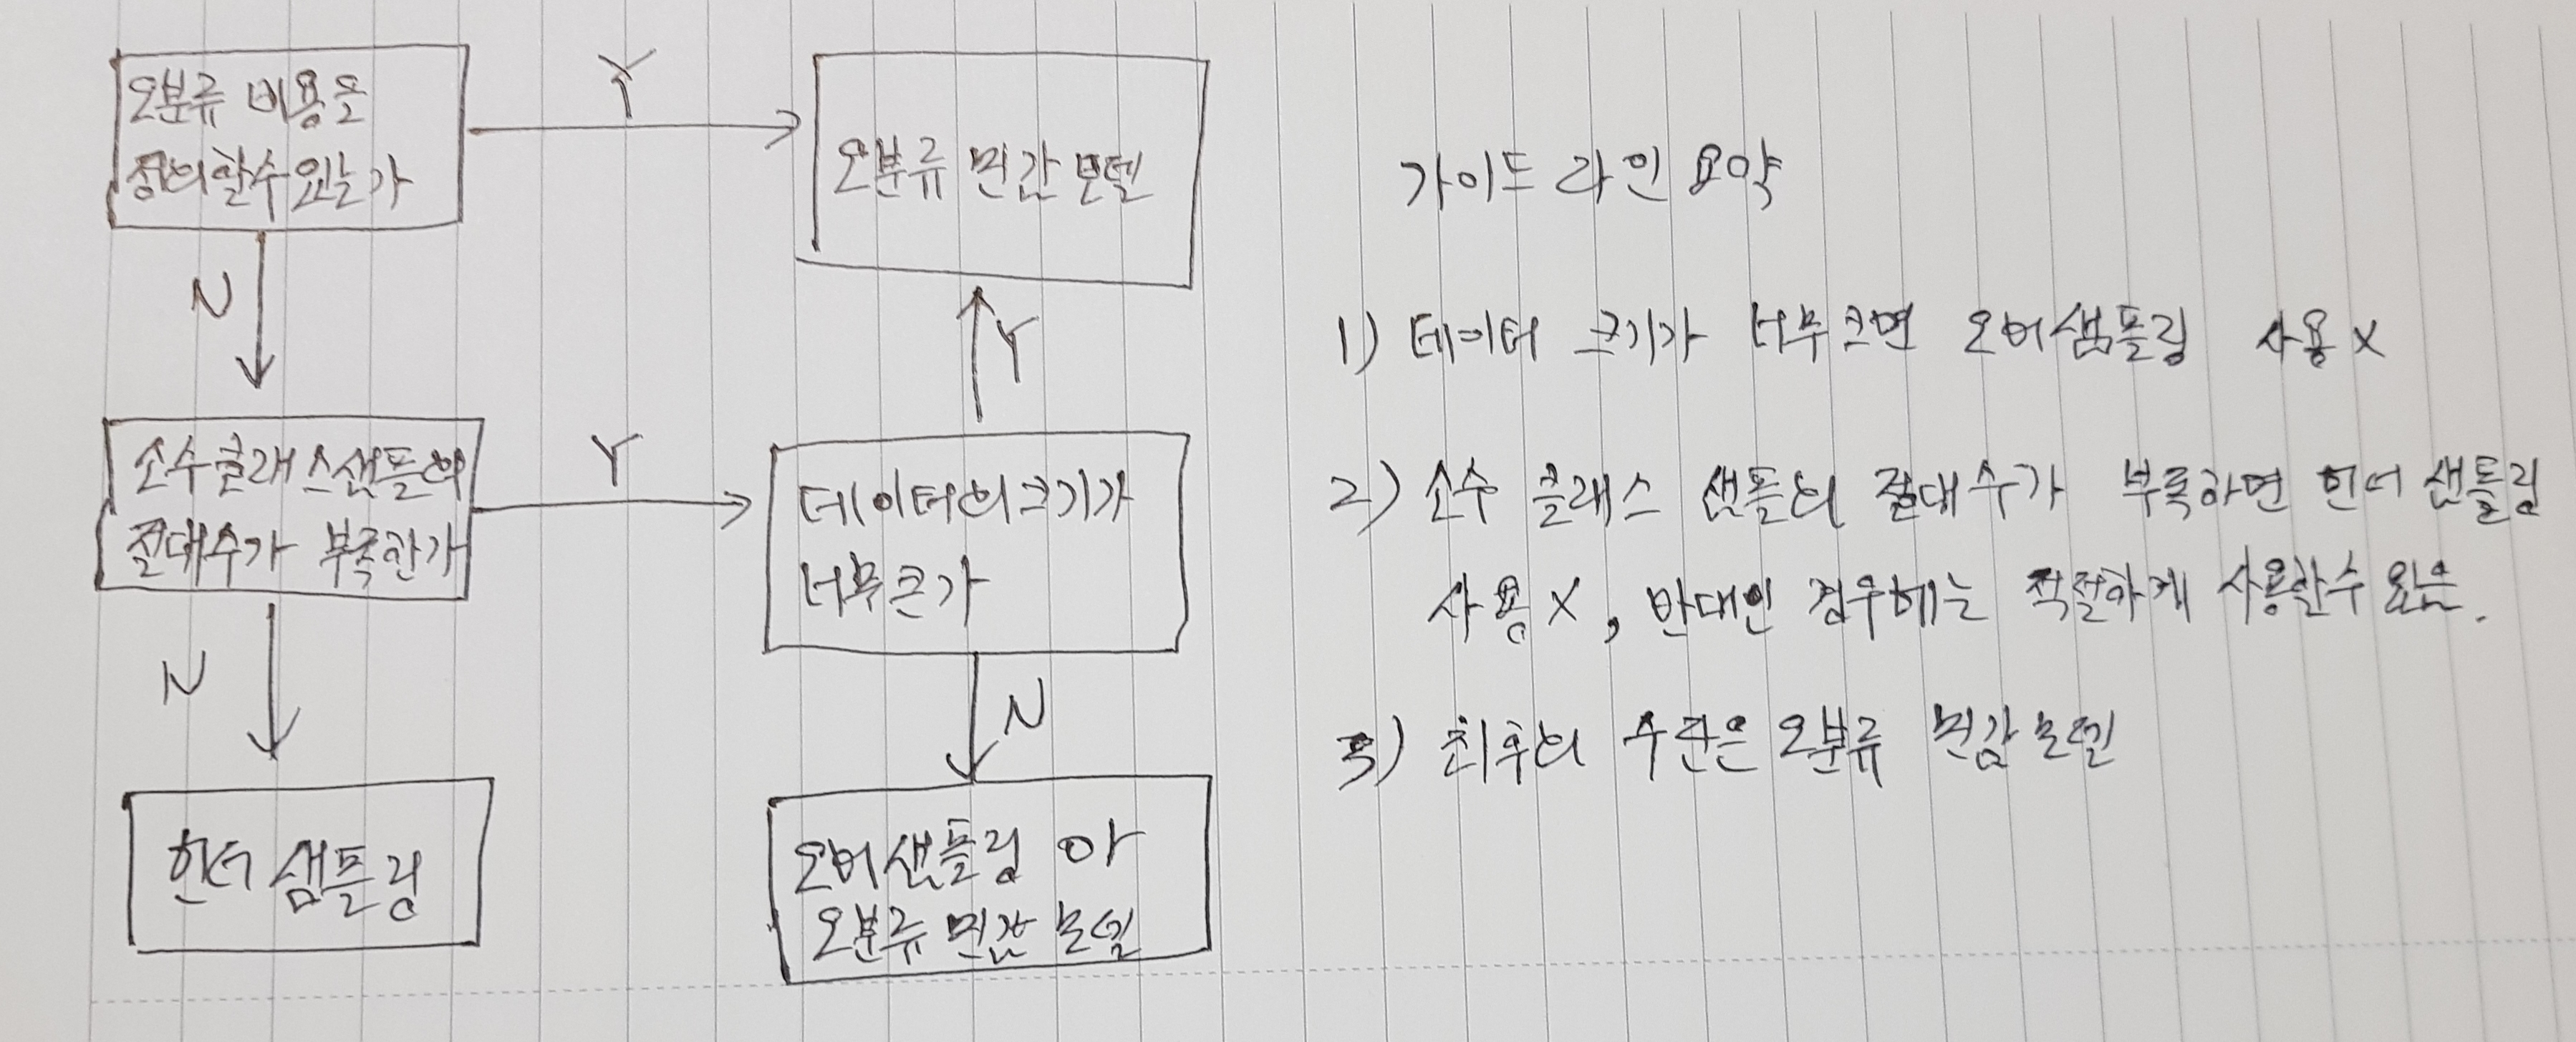 오분류 비용을
정의할수있는가
Y
오분류 민감 모델
N
소수클래스샘플의
절대수가 부족한가
Y
데이터의크기가
너무큰가
Y
N
언더 샘플링
N
오버샘플링 아
오분류 민감 모델
가이드라인 요약
1) 데이터 크기가 너무크면 오버샘플링 사용X
2) 소수 클래스 샘플의 절대수가 부족하면 언더샘플링
사용X, 반대인 경우에는 적절하게 사용할수 있음.
3) 최후의 수단은 오분류 민감모델